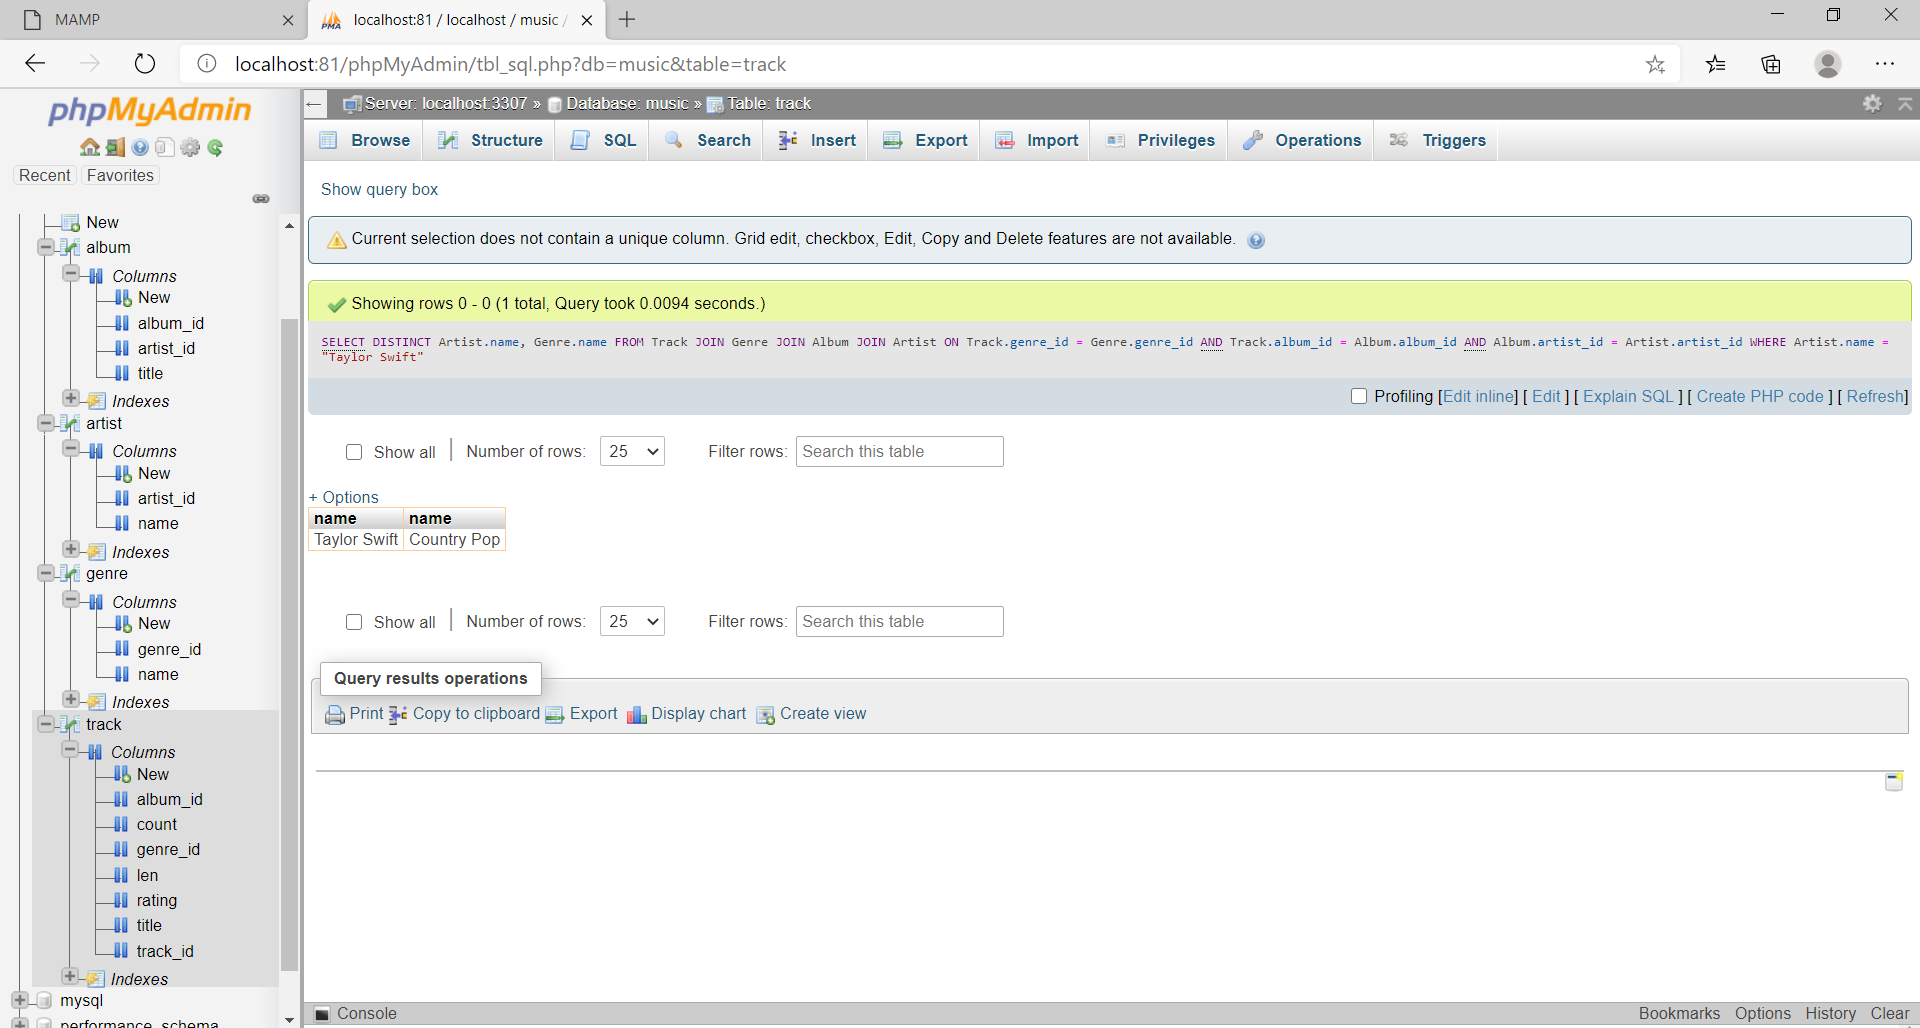 MAMP
localhost:81 / localhost / music /
localhost:81/phpMyAdmin/tbl_sql.php?db=music&table=track
phpMyAdmin
Recent Favorites
New
album
Columns
New
album_id
artist_id
title
Indexes
artist
Columns
New
artist_id
name
Indexes
genre
Columns
New
genre_id
name
Indexes
track
Columns
New
album_id
count
genre_id
len
rating
title
track_id
Indexes
mysql
performance_schema
Server: localhost:3307 » Database: music » Table: track
Browse Structure SQL Search Insert Export Import Privileges Operations Triggers
Show query box
Current selection does not contain a unique column. Grid edit, checkbox, Edit, Copy and Delete features are not available.
Showing rows 0 - 0 (1 total, Query took 0.0094 seconds.)
SELECT DISTINCT Artist.name, Genre.name FROM Track JOIN Genre JOIN Album JOIN Artist ON Track.genre_id = Genre.genre_id AND Track.album_id = Album.album_id AND Album.artist_id = Artist.artist_id WHERE Artist.name =
"Taylor Swift"
Profiling [Edit inline] [ Edit ] [ Explain SQL ] [ Create PHP code ] [ Refresh]
Show all Number of rows: 25 Filter rows: Search this table
+ Options
name name
Taylor Swift Country Pop
Show all Number of rows: 25 Filter rows: Search this table
Query results operations
Print Copy to clipboard Export Display chart Create view
Console Bookmarks Options History Clear